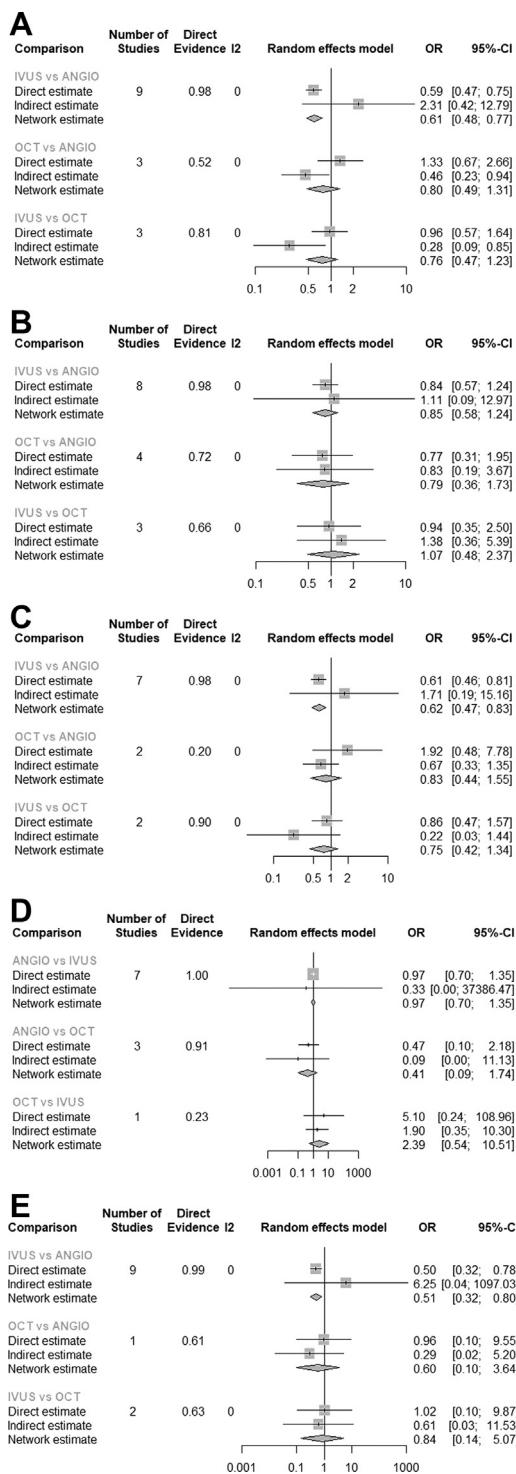 A
Number of Direct
Comparison Studies Evidence I2 Random effects model OR 95%-CI
IVUS vs ANGIO
Direct estimate 9 0.98 0 0.59 [0.47; 0.75]
Indirect estimate 2.31 [0.42; 12.79]
Network estimate 0.61 [0.48; 0.77]
OCT vs ANGIO
Direct estimate 3 0.52 0 1.33 [0.67; 2.66]
Indirect estimate 0.46 [0.23; 0.94]
Network estimate 0.80 [0.49; 1.31]
IVUS vs OCT
Direct estimate 3 0.81 0 0.96 [0.57; 1.64]
Indirect estimate 0.28 [0.09; 0.85]
Network estimate 0.76 [0.47; 1.23]
0.1 0.5 1 2 10
B
Number of Direct
Comparison Studies Evidence I2 Random effects model OR 95%-CI
IVUS vs ANGIO
Direct estimate 8 0.98 0 0.84 [0.57; 1.24]
Indirect estimate 1.11 [0.09; 12.97]
Network estimate 0.85 [0.58; 1.24]
OCT vs ANGIO
Direct estimate 4 0.72 0 0.77 [0.31; 1.95]
Indirect estimate 0.83 [0.19; 3.67]
Network estimate 0.79 [0.36; 1.73]
IVUS vs OCT
Direct estimate 3 0.66 0 0.94 [0.35; 2.50]
Indirect estimate 1.38 [0.36; 5.39]
Network estimate 1.07 [0.48; 2.37]
0.1 0.5 1 2 10
C
Number of Direct
Comparison Studies Evidence I2 Random effects model OR 95%-CI
IVUS vs ANGIO
Direct estimate 7 0.98 0 0.61 [0.46; 0.81]
Indirect estimate 1.71 [0.19; 15.16]
Network estimate 0.62 [0.47; 0.83]
OCT vs ANGIO
Direct estimate 2 0.20 0 1.92 [0.48; 7.78]
Indirect estimate 0.67 [0.33; 1.35]
Network estimate 0.83 [0.44; 1.55]
IVUS vs OCT
Direct estimate 2 0.90 0 0.86 [0.47; 1.57]
Indirect estimate 0.22 [0.03; 1.44]
Network estimate 0.75 [0.42; 1.34]
0.1 0.5 1 2 10
D
Number of Direct
Comparison Studies Evidence Random effects model OR 95%-CI
ANGIO vs IVUS
Direct estimate 7 1.00 0.97 [0.70; 1.35]
Indirect estimate 0.33 [0.00; 37386.47]
Network estimate 0.97 [0.70; 1.35]
ANGIO vs OCT
Direct estimate 3 0.91 0.47 [0.10; 2.18]
Indirect estimate 0.09 [0.00; 11.13]
Network estimate 0.41 [0.09; 1.74]
OCT vs IVUS
Direct estimate 1 0.23 5.10 [0.24; 108.96]
Indirect estimate 1.90 [0.35; 10.30]
Network estimate 2.39 [0.54; 10.51]
0.001 0.1 1 10 1000
E
Number of Direct
Comparison Studies Evidence I2 Random effects model OR 95%-C
IVUS vs ANGIO
Direct estimate 9 0.99 0 0.50 [0.32; 0.78
Indirect estimate 6.25 [0.04; 1097.03
Network estimate 0.51 [0.32; 0.80
OCT vs ANGIO
Direct estimate 1 0.61 0.96 [0.10; 9.55
Indirect estimate 0.29 [0.02; 5.20
Network estimate 0.60 [0.10; 3.64
IVUS vs OCT
Direct estimate 2 0.63 0 1.02 [0.10; 9.87
Indirect estimate 0.61 [0.03; 11.53
Network estimate 0.84 [0.14; 5.07
0.001 0.1 1 10 1000